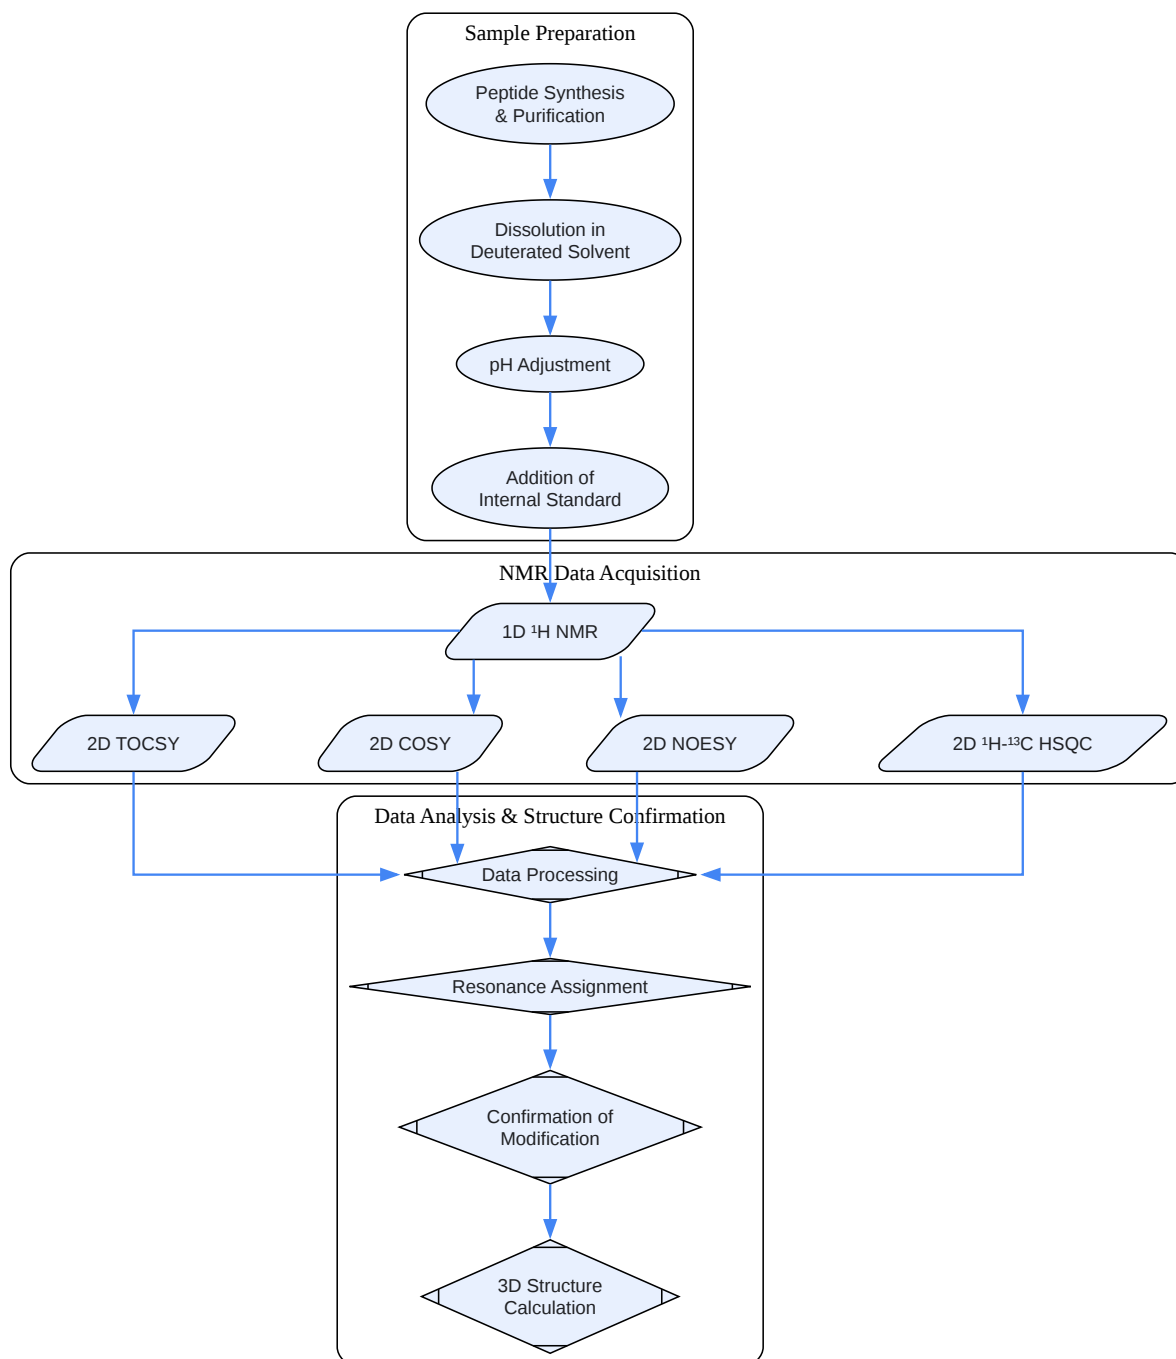 Sample Preparation
Peptide Synthesis
& Purification
Dissolution in
Deuterated Solvent
pH Adjustment
Addition of
Internal Standard
NMR Data Acquisition
1D ¹H NMR
2D TOCSY
2D COSY
2D NOESY
2D ¹H-¹³C HSQC
Data Analysis & Structure Confirmation
Data Processing
Resonance Assignment
Confirmation of
Modification
3D Structure
Calculation